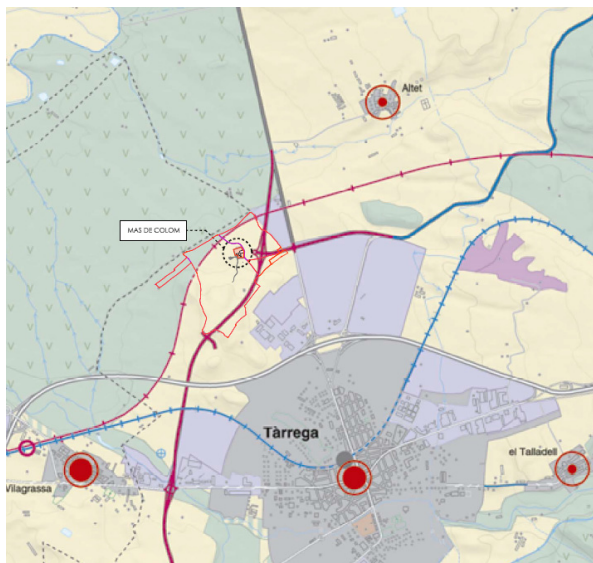 Altet
MAS DE COLOM
Tàrrega
el Talladell
Vilagrassa